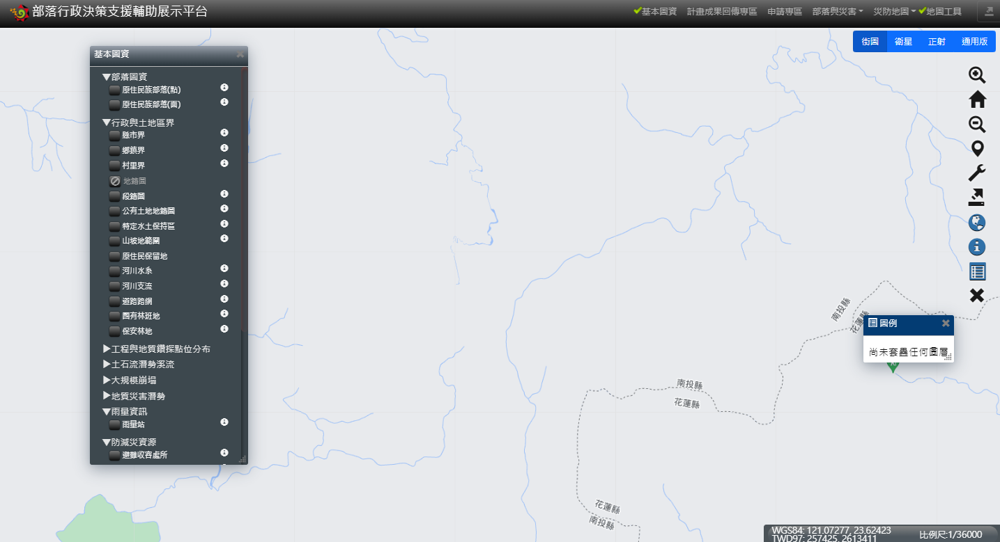 部落行政決策支援輔助展示平台
基本圖資 計畫成果回傳專區 申請專區 部落與災害 災防地圖 地圖工具
街圖 衛星 正射 通用版
基本圖資
部落圖資
原住民族部落(點)
原住民族部落(面)
行政與土地區界
縣市界
鄉鎮界
村里界
地籍圖
段籍圖
公有土地地籍圖
特定水土保持區
山坡地範圍
原住民保留地
河川水系
河川支流
道路路網
國有林班地
保安林地
工程與地質鑽探點位分布
土石流潛勢溪流
大規模崩塌
地質災害潛勢
雨量資訊
雨量站
防減災資源
避難收容處所
南投縣
花蓮縣
圖例
尚未套疊任何圖層
南投縣
花蓮縣
花蓮縣
南投縣
WGS84: 121.07277, 23.62423
TWD97: 257425, 2613411
比例尺:1/36000